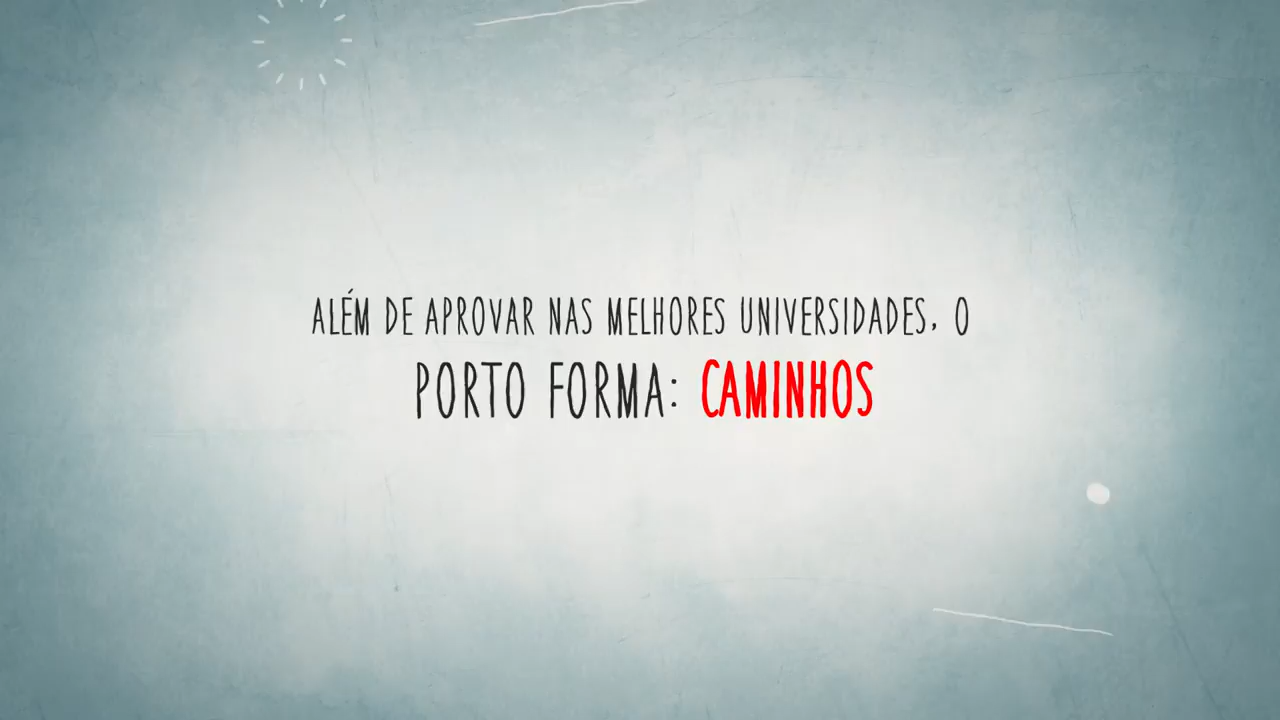 ALÉM DE APROVAR NAS MELHORES UNIVERSIDADES, O
PORTO FORMA: CAMINHOS